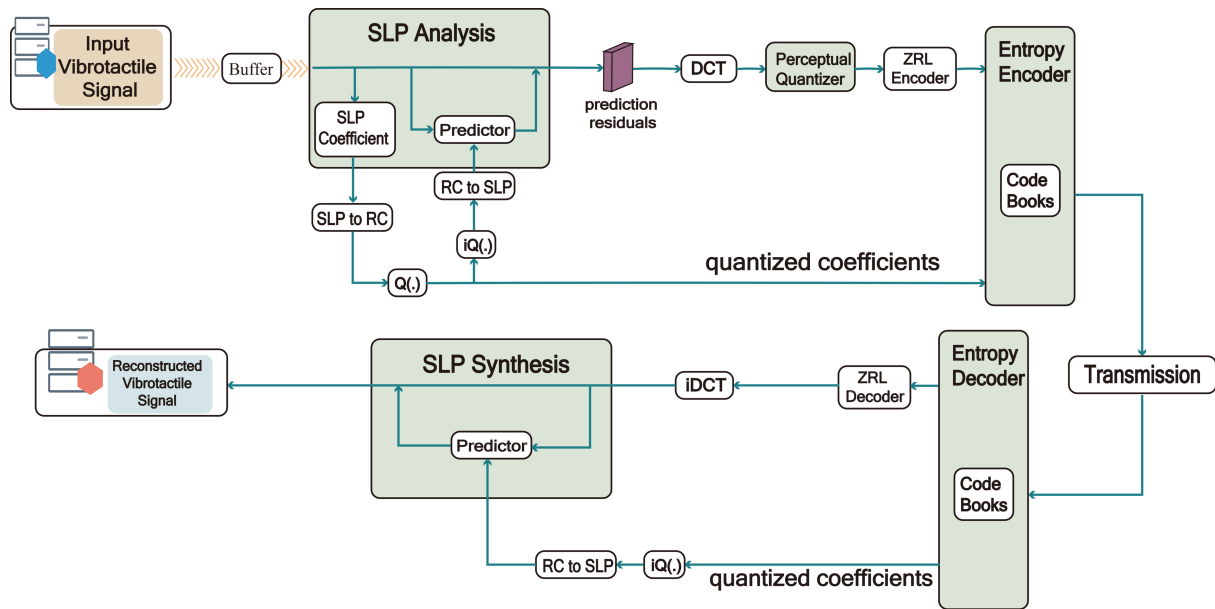 Input
Vibrotactile
Signal
Buffer
SLP Analysis
SLP
Coefficient
Predictor
SLP to RC
RC to SLP
Q(.)
iQ(.)
prediction
residuals
DCT
Perceptual
Quantizer
ZRL
Encoder
Entropy
Encoder
Code
Books
quantized coefficients
Transmission
Entropy
Decoder
Code
Books
ZRL
Decoder
iDCT
SLP Synthesis
Predictor
Reconstructed
Vibrotactile
Signal
RC to SLP
iQ(.)
quantized coefficients